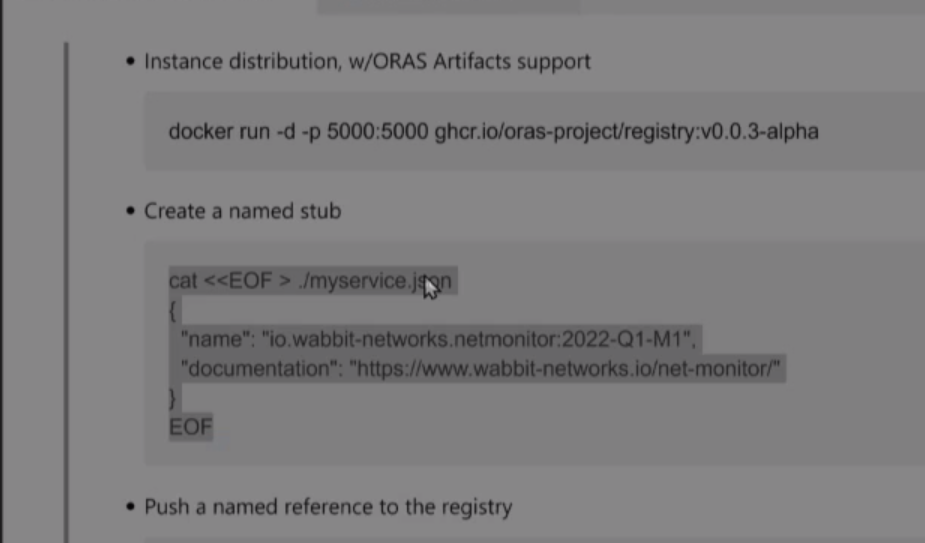 • Instance distribution, w/ORAS Artifacts support
docker run -d -p 5000:5000 ghcr.io/oras-project/registry:v0.0.3-alpha
• Create a named stub
cat <<EOF > ./myservice.json
{
"name": "io.wabbit-networks.netmonitor:2022-Q1-M1",
"documentation": "https://www.wabbit-networks.io/net-monitor/"
}
EOF
• Push a named reference to the registry